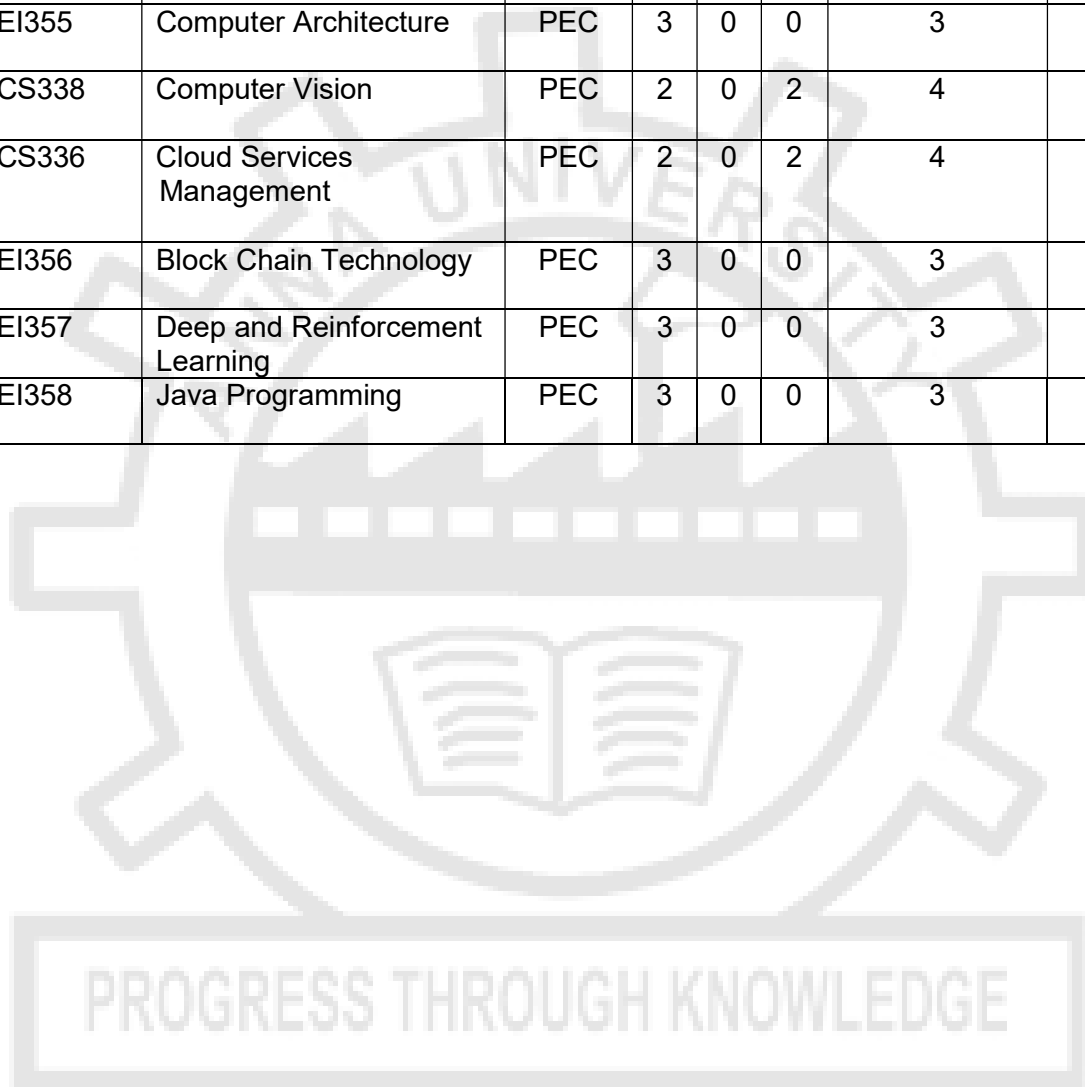 EI355 Computer Architecture PEC 3 0 0 3
CS338 Computer Vision PEC 2 0 2 4
CS336 Cloud Services PEC 2 0 2 4
Management
EI356 Block Chain Technology PEC 3 0 0 3
EI357 Deep and Reinforcement PEC 3 0 0 3
Learning
EI358 Java Programming PEC 3 0 0 3
ANNA UNIVERSITY
PROGRESS THROUGH KNOWLEDGE